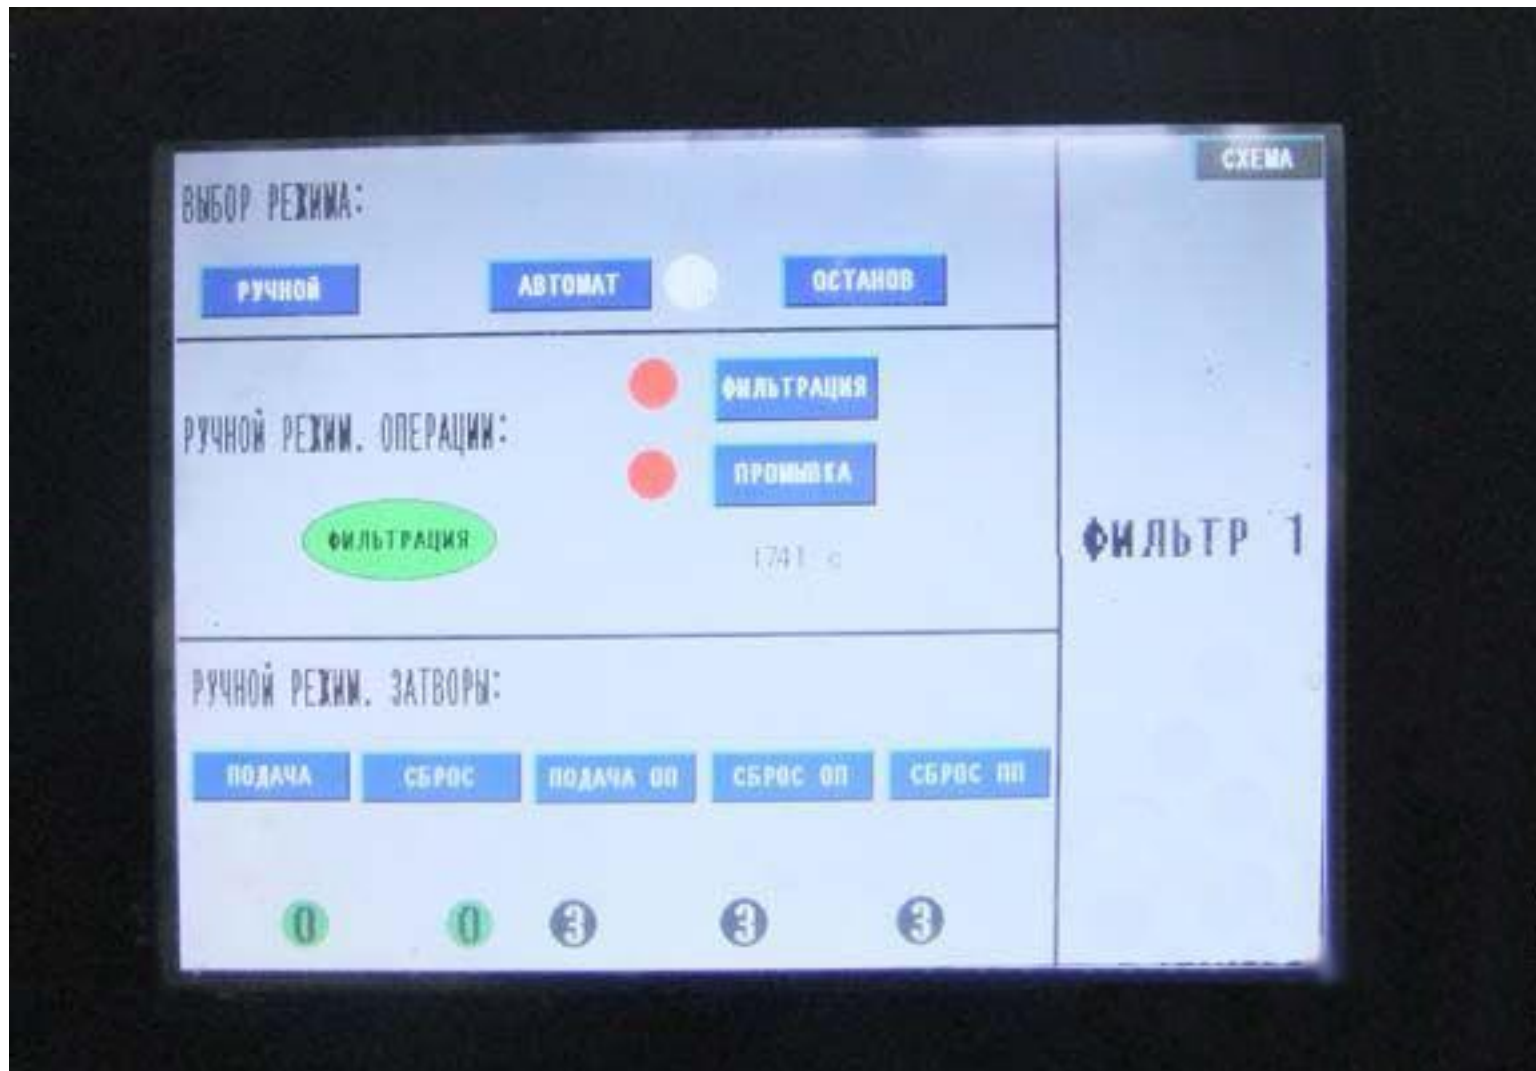 СХЕМА
ВЫБОР РЕЖИМА:
РУЧНОЙ АВТОМАТ ОСТАНОВ
ФИЛЬТРАЦИЯ
РУЧНОЙ РЕЖИМ. ОПЕРАЦИИ:
ПРОМЫВКА
ФИЛЬТРАЦИЯ
1741 с
ФИЛЬТР 1
РУЧНОЙ РЕЖИМ. ЗАТВОРЫ:
ПОДАЧА СБРОС ПОДАЧА ОП СБРОС ОП СБРОС ПП
О О З З З